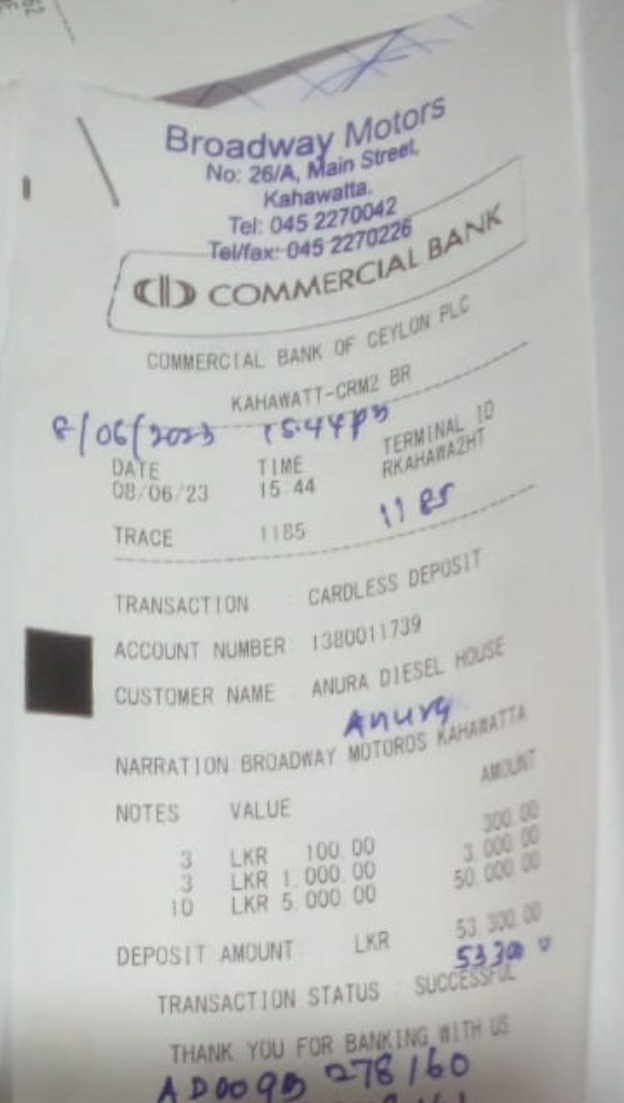 Broadway Motors
No: 26/A, Main Street,
Kahawatta.
Tel: 045 2270042
Tel/fax: 045 2270226
COMMERCIAL BANK
COMMERCIAL BANK OF CEYLON PLC
KAHAWATT-CRM2 BR
8/06/2023 15.44
DATE TIME TERMINAL ID
08/06/23 15 44 RKAHAWA2HT
TRACE 1185 1185
TRANSACTION : CARDLESS DEPOSIT
ACCOUNT NUMBER: 1380011739
CUSTOMER NAME : ANURA DIESEL HOUSE
Anura
NARRATION:BROADWAY MOTOROS KAHAWATTA
NOTES VALUE AMOUNT
3 LKR 100.00 300.00
3 LKR 1,000.00 3,000.00
10 LKR 5,000.00 50,000.00
DEPOSIT AMOUNT: LKR 53,300.00
53300
TRANSACTION STATUS : SUCCESSFUL
THANK YOU FOR BANKING WITH US
278160